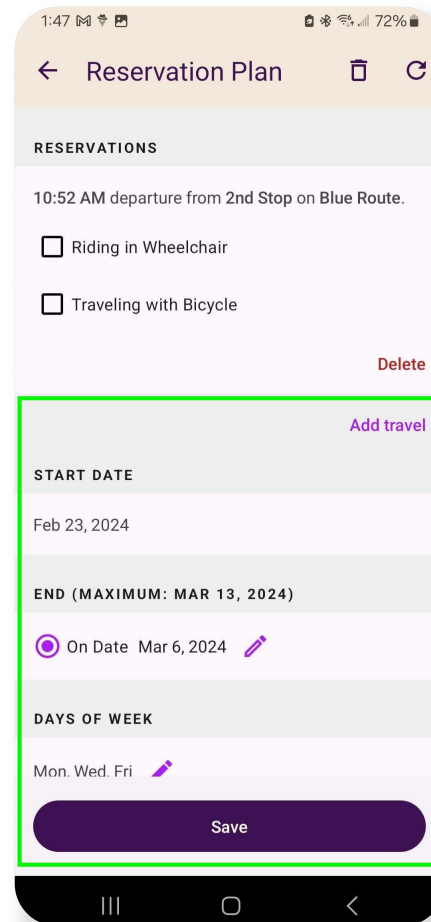 1:47 72%
Reservation Plan
RESERVATIONS
10:52 AM departure from 2nd Stop on Blue Route.
Riding in Wheelchair
Traveling with Bicycle
Delete
Add travel
START DATE
Feb 23, 2024
END (MAXIMUM: MAR 13, 2024)
On Date Mar 6, 2024
DAYS OF WEEK
Mon, Wed, Fri
Save